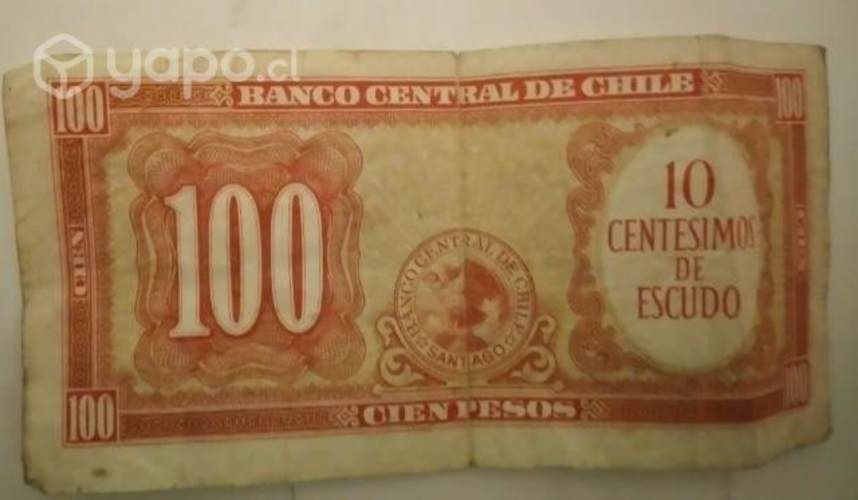 yapo.cl
100 BANCO CENTRAL DE CHILE 100
100
10
CENTESIMOS
DE
ESCUDO
CIEN
BANCO CENTRAL DE CHILE
SANTIAGO
100 CIEN PESOS 100